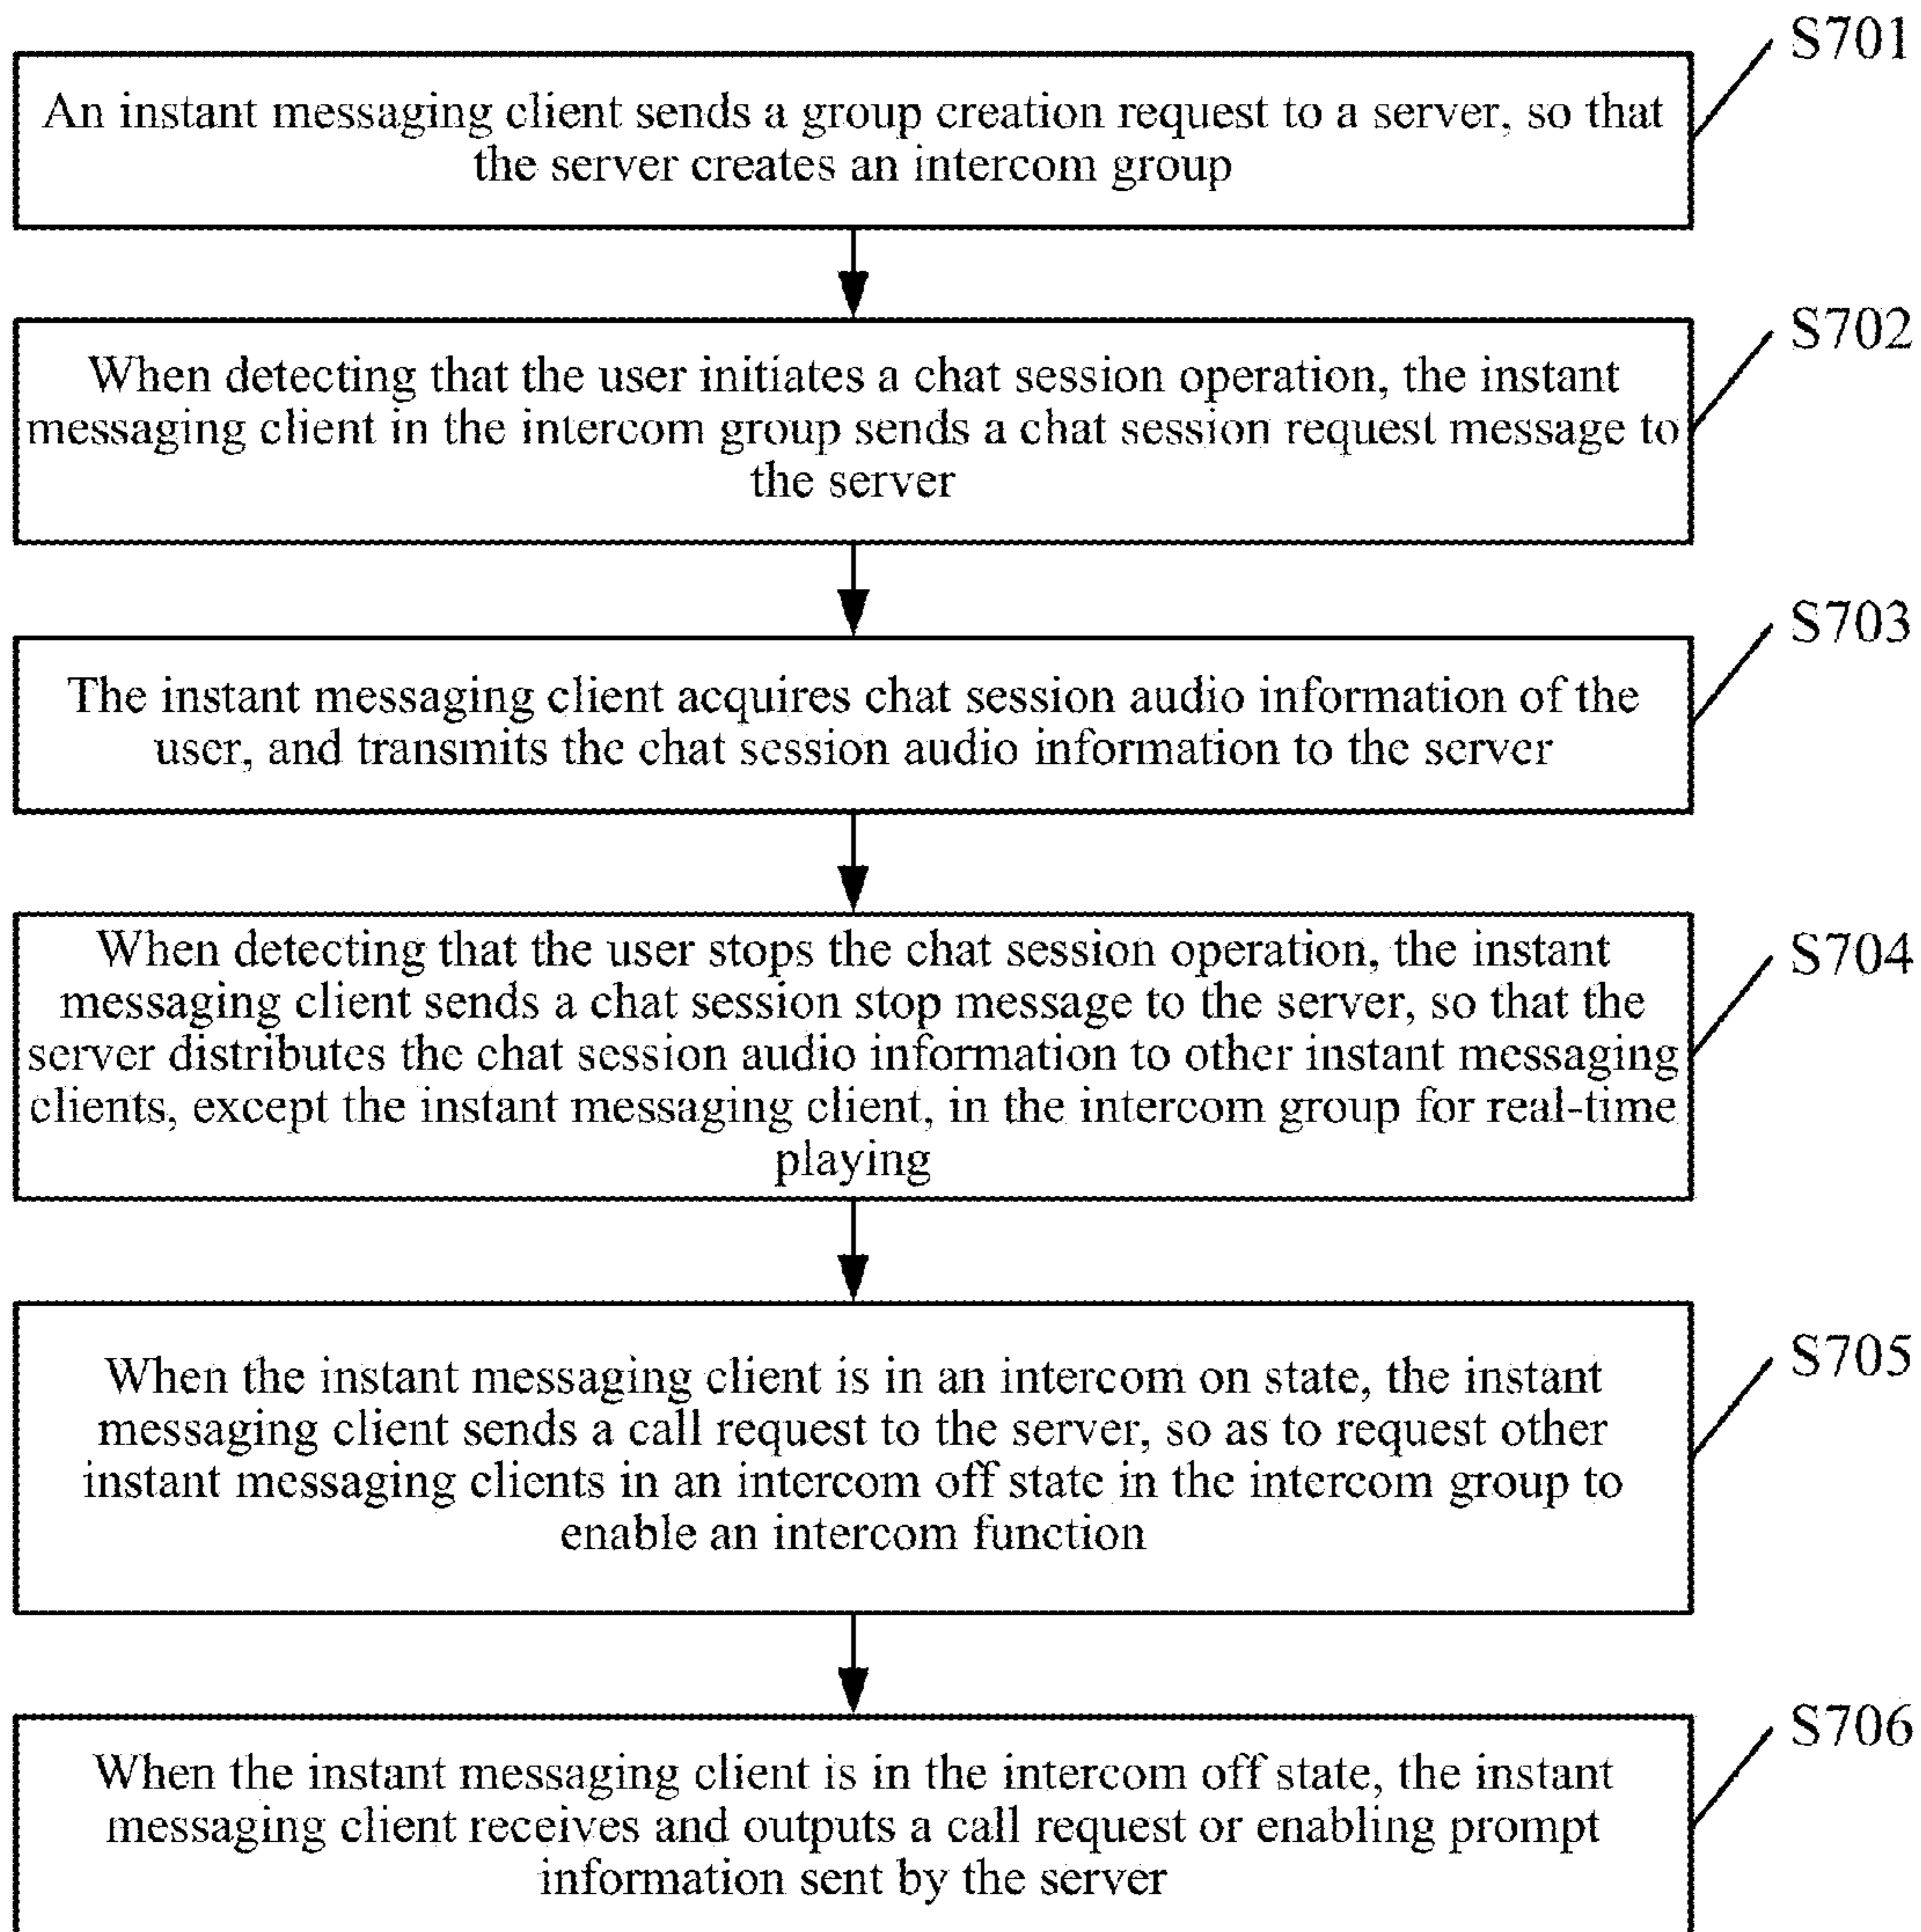 S701
An instant messaging client sends a group creation request to a server, so that
the server creates an intercom group
S702
When detecting that the user initiates a chat session operation, the instant
messaging client in the intercom group sends a chat session request message to
the server
S703
The instant messaging client acquires chat session audio information of the
user, and transmits the chat session audio information to the server
S704
When detecting that the user stops the chat session operation, the instant
messaging client sends a chat session stop message to the server, so that the
server distributes the chat session audio information to other instant messaging
clients, except the instant messaging client, in the intercom group for real-time
playing
S705
When the instant messaging client is in an intercom on state, the instant
messaging client sends a call request to the server, so as to request other
instant messaging clients in an intercom off state in the intercom group to
enable an intercom function
S706
When the instant messaging client is in the intercom off state, the instant
messaging client receives and outputs a call request or enabling prompt
information sent by the server